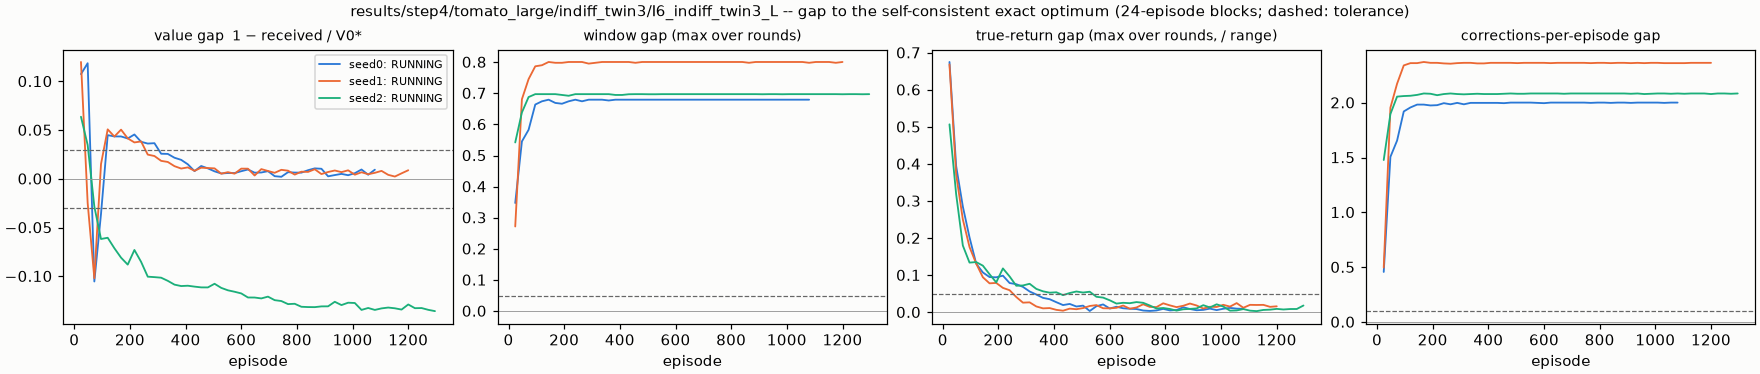 results/step4/tomato_large/indiff_twin3/l6_indiff_twin3_L -- gap to the self-consistent exact optimum (24-episode blocks; dashed: tolerance)
value gap  1 − received / V0*
seed0: RUNNING
seed1: RUNNING
seed2: RUNNING
0.10
0.05
0.00
−0.05
−0.10
0 200 400 600 800 1000 1200
episode
window gap (max over rounds)
0.8
0.7
0.6
0.5
0.4
0.3
0.2
0.1
0.0
0 200 400 600 800 1000 1200
episode
true-return gap (max over rounds, / range)
0.7
0.6
0.5
0.4
0.3
0.2
0.1
0.0
0 200 400 600 800 1000 1200
episode
corrections-per-episode gap
2.0
1.5
1.0
0.5
0.0
0 200 400 600 800 1000 1200
episode